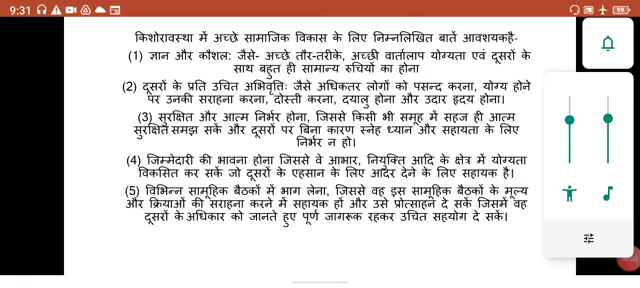 9:31
99
किशोरावस्था में अच्छे सामाजिक विकास के लिए निम्नलिखित बातें आवशयकहै-
(1) ज्ञान और कौशल: जैसे- अच्छे तौर-तरीके, अच्छी वार्तालाप योग्यता एवं दूसरों के
साथ बहुत ही सामान्य रुचियों का होना
(2) दूसरों के प्रति उचित अभिवृत्तिः जैसे अधिकतर लोगों को पसन्द करना, योग्य होने
पर उनकी सराहना करना, दोस्ती करना, दयालु होना और उदार हृदय होना।
(3) सुरक्षित और आत्म निर्भर होना, जिससे किसी भी समूह में सहज ही आत्म
सुरक्षित समझ सकें और दूसरों पर बिना कारण स्नेह ध्यान और सहायता के लिए
निर्भर न हो।
(4) जिम्मेदारी की भावना होना जिससे वे आभार, नियुक्ति आदि के क्षेत्र में योग्यता
विकसित कर सकें जो दूसरों के एहसान के लिए आदर देने के लिए सहायक है।
(5) विभिन्न सामूहिक बैठकों में भाग लेना, जिससे वह इस सामूहिक बैठकों के मूल्य
और क्रियाओं की सराहना करने में सहायक हों और उसे प्रोत्साहन दे सकें जिसमें वह
दूसरों के अधिकार को जानते हुए पूर्ण जागरूक रहकर उचित सहयोग दे सकें।